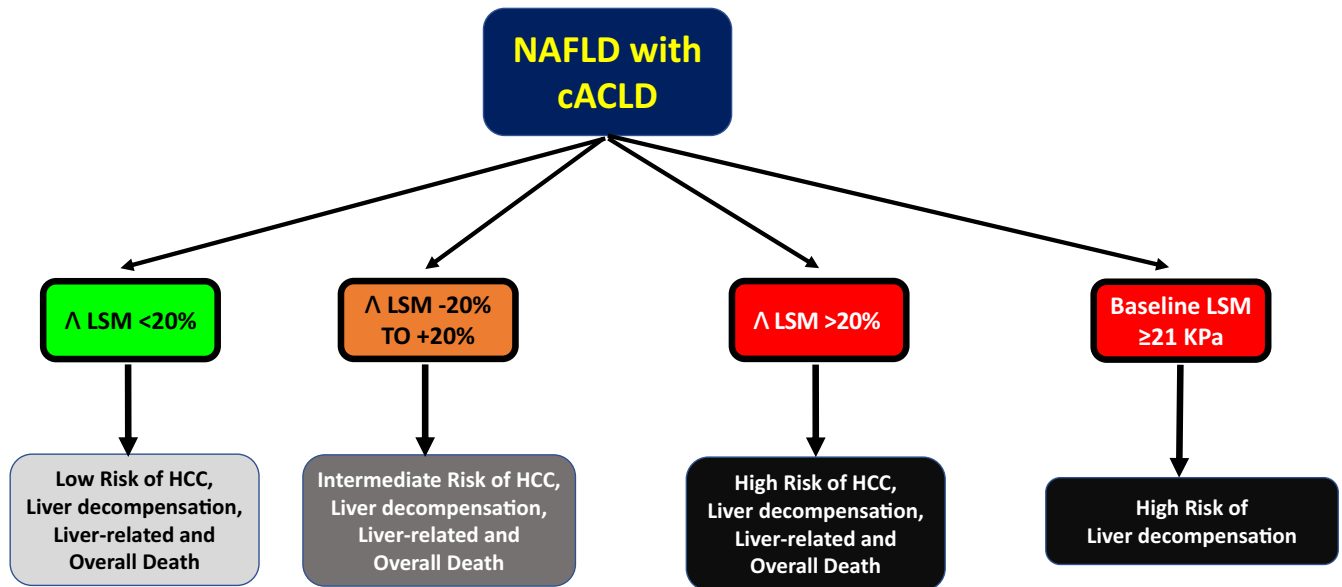 NAFLD with
cACLD
Λ LSM <20%
Λ LSM -20%
TO +20%
Λ LSM >20%
Baseline LSM
≥21 KPa
Low Risk of HCC,
Liver decompensation,
Liver-related and
Overall Death
Intermediate Risk of HCC,
Liver decompensation,
Liver-related and
Overall Death
High Risk of HCC,
Liver decompensation,
Liver-related and
Overall Death
High Risk of
Liver decompensation